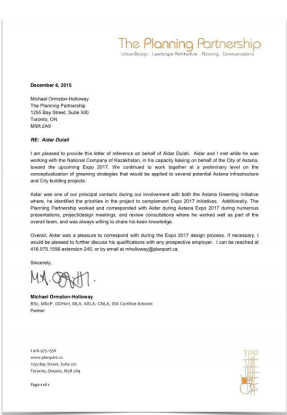 The Planning Partnership
Urban Design Landscape Architecture Planning Communications
December 8, 2015
Michael Ormston-Holloway
The Planning Partnership
1255 Bay Street, Suite 500
Toronto, ON
M5R 2A9
RE: Aidar Dulati
I am pleased to provide this letter of reference on behalf of Aidar Dulati. Aidar and I met while he was
working with the National Company of Kazakhstan, in his capacity liasing on behalf of the City of Astana,
toward the upcoming Expo 2017. We continued to work together at a preliminary level on the
conceptualization of greening strategies that would be applied to several potential Astana infrastructure
and City building projects.
Aidar was one of our principal contacts during our involvement with both the Astana Greening Initiative
where, he identified the priorities in the project to complement Expo 2017 initiatives. Additionally, The
Planning Partnership worked and corresponded with Aidar during Astana Expo 2017 during numerous
presentations, project/design meetings, and review consultations where he worked well as part of the
overall team, and was always willing to share his keen knowledge.
Overall, Aidar was a pleasure to correspond with during the Expo 2017 design process. If necessary, I
would be pleased to further discuss his qualifications with any prospective employer. I can be reached at
416.975.1556 extension 245, or by email at mholloway@planpart.ca.
Sincerely,
Michael Ormston-Holloway
BSc, MScP, GDHort, MLA, ASLA, CNLA, ISA Certified Arborist
Partner
t 416-975-1556
www.planpart.ca
1255 Bay Street, Suite 201
Toronto, Ontario, M5R 2A9
Page 1 of 1
TPP